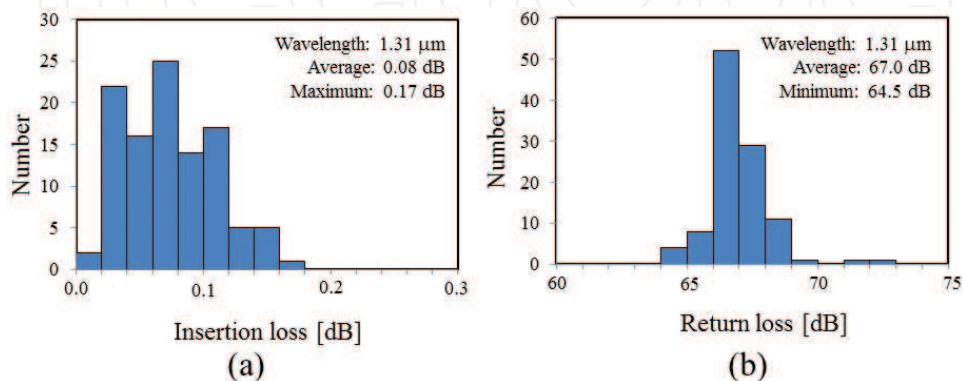 30
25
20
15
10
5
0
Number
Wavelength: 1.31 μm
Average: 0.08 dB
Maximum: 0.17 dB
0.0
0.1
0.2
0.3
Insertion loss [dB]
(a)
60
50
40
30
20
10
0
Number
Wavelength: 1.31 μm
Average: 67.0 dB
Minimum: 64.5 dB
60
65
70
75
Return loss [dB]
(b)